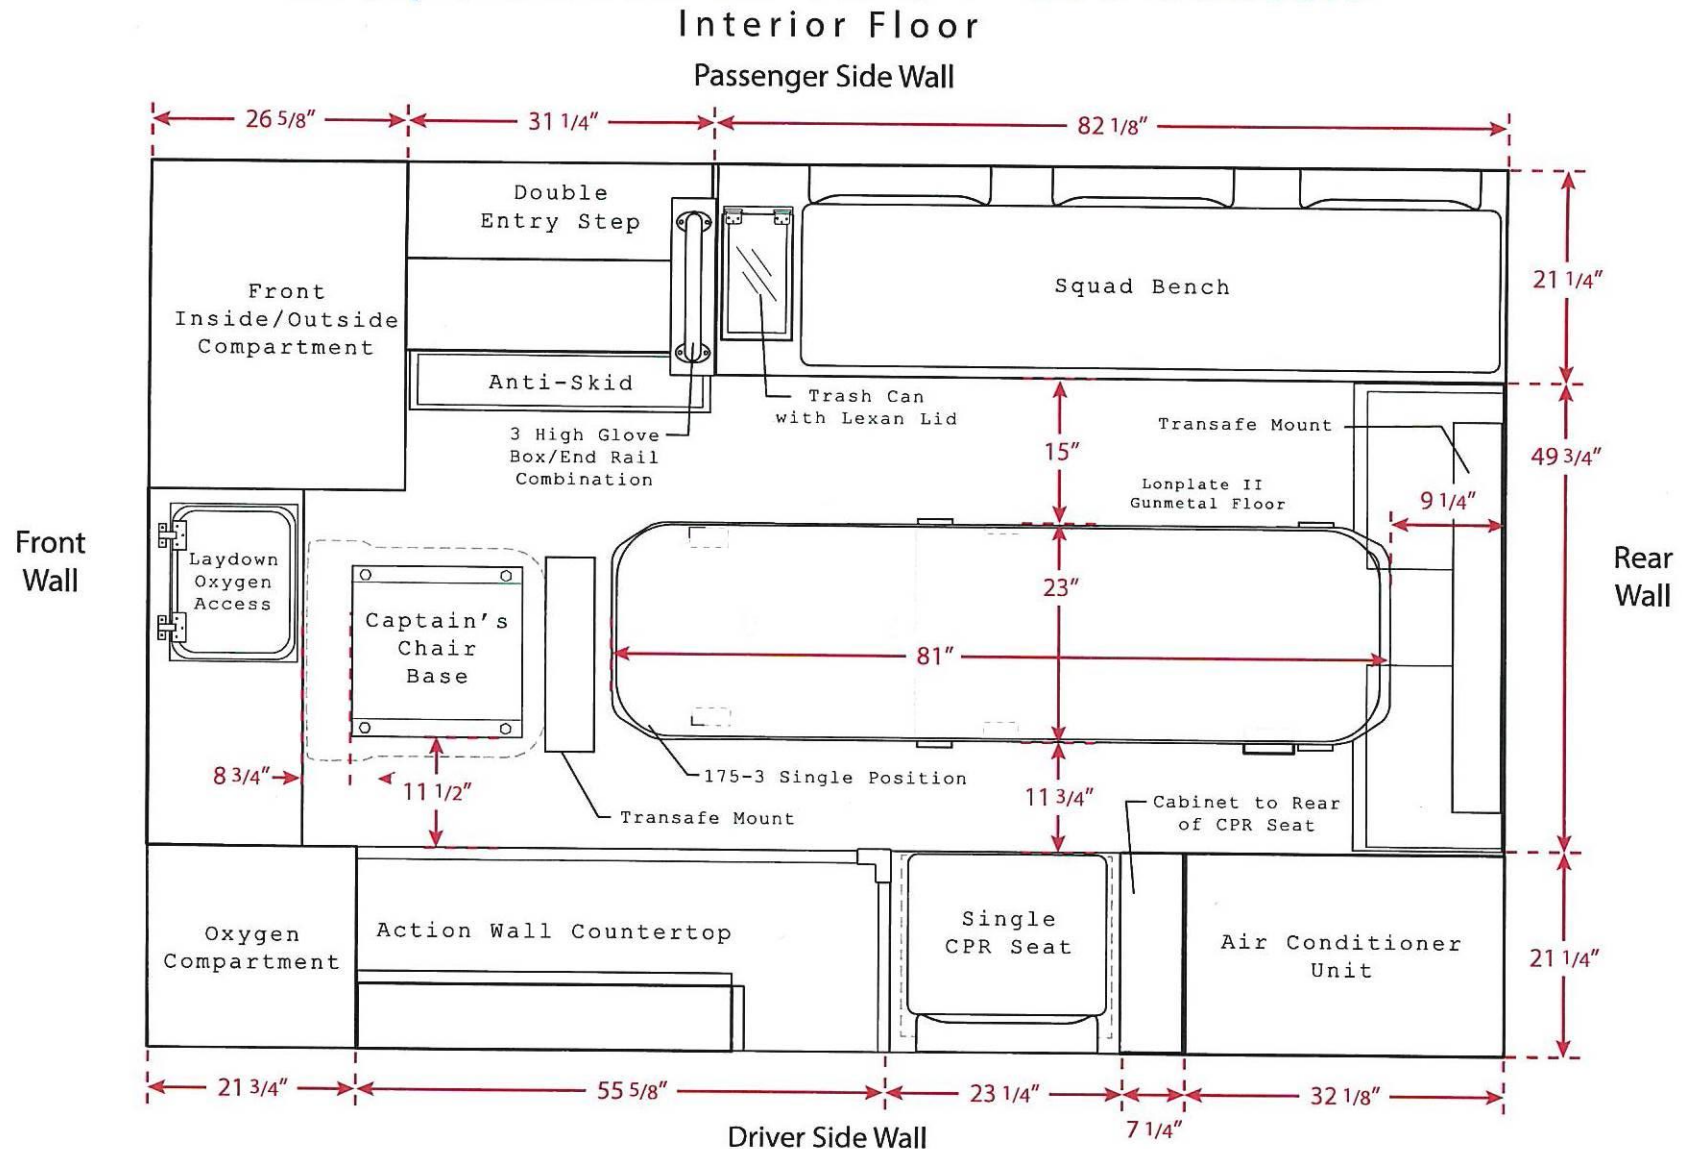 Interior Floor
Passenger Side Wall
26 5/8"
31 1/4"
82 1/8"
Double
Entry Step
Front
Inside/Outside
Compartment
Squad Bench
21 1/4"
Anti-Skid
Trash Can
with Lexan Lid
3 High Glove
Box/End Rail
Combination
15"
Transafe Mount
49 3/4"
Lonplate II
Gunmetal Floor
9 1/4"
Front
Wall
Laydown
Oxygen
Access
Captain's
Chair
Base
23"
81"
Rear
Wall
8 3/4"
11 1/2"
175-3 Single Position
Transafe Mount
11 3/4"
Cabinet to Rear
of CPR Seat
Oxygen
Compartment
Action Wall Countertop
Single
CPR Seat
Air Conditioner
Unit
21 1/4"
21 3/4"
55 5/8"
23 1/4"
7 1/4"
32 1/8"
Driver Side Wall